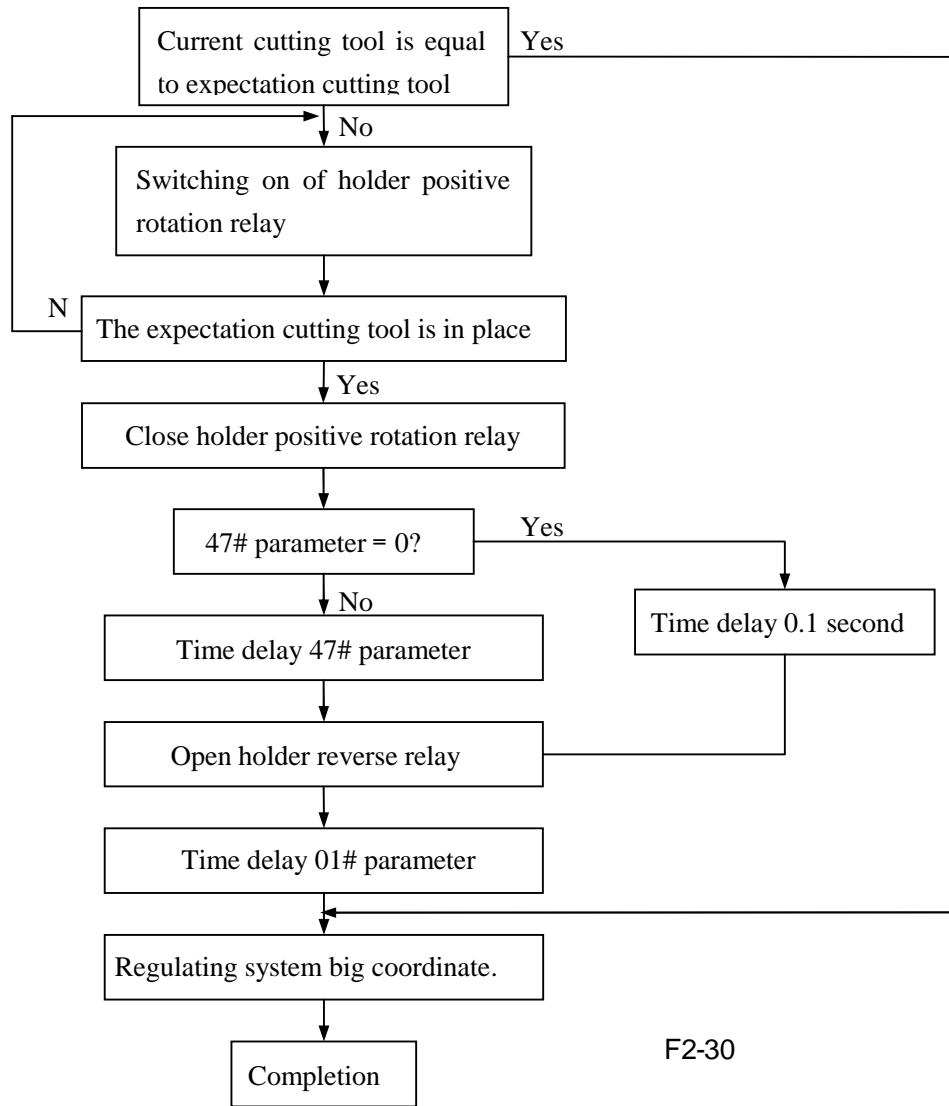 Current cutting tool is equal
to expectation cutting tool
Yes
No
Switching on of holder positive
rotation relay
N
The expectation cutting tool is in place
Yes
Close holder positive rotation relay
47# parameter = 0?
Yes
No
Time delay 0.1 second
Time delay 47# parameter
Open holder reverse relay
Time delay 01# parameter
Regulating system big coordinate.
Completion
F2-30